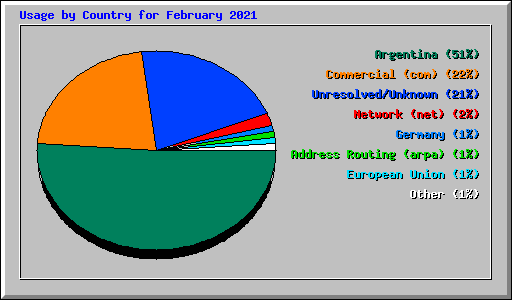 Usage by Country for February 2021
Argentina (51%)
Commercial (com) (22%)
Unresolved/Unknown (21%)
Network (net) (2%)
Germany (1%)
Address Routing (arpa) (1%)
European Union (1%)
Other (1%)